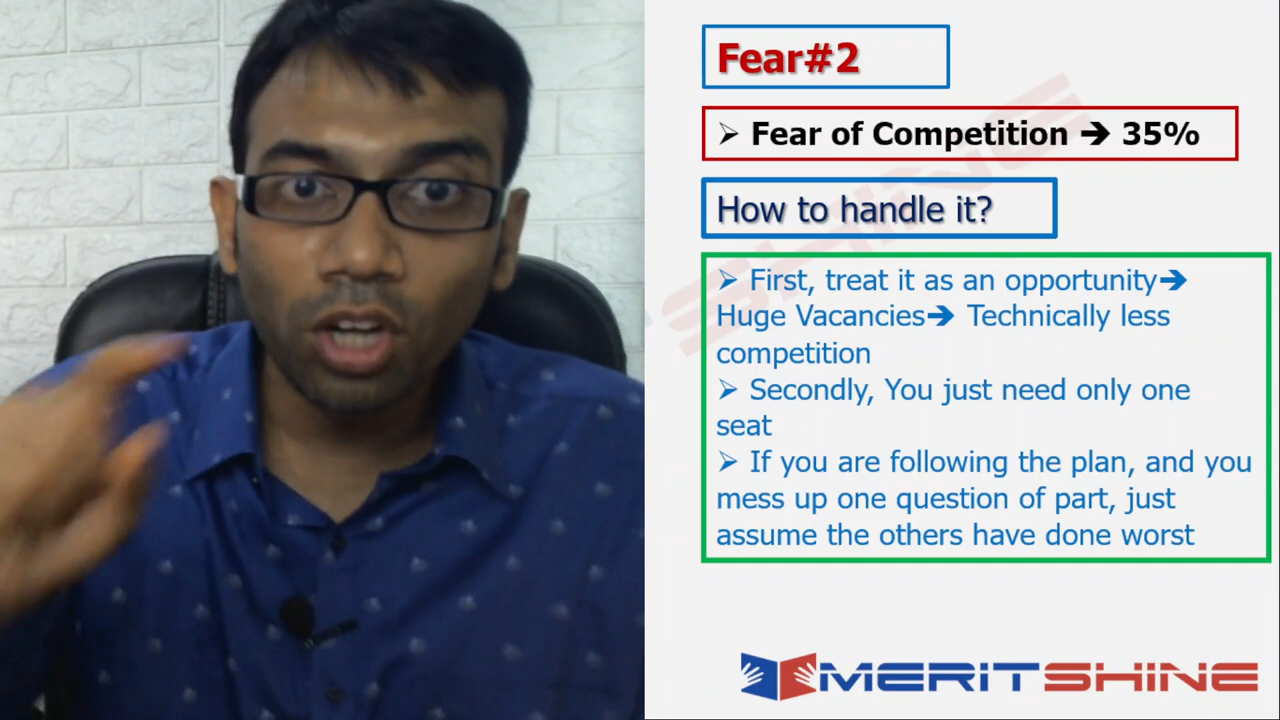 Fear#2
➢ Fear of Competition ➔ 35%
How to handle it?
➢ First, treat it as an opportunity➔
Huge Vacancies➔ Technically less
competition
➢ Secondly, You just need only one
seat
➢ If you are following the plan, and you
mess up one question of part, just
assume the others have done worst
SHINE
MERITSHINE